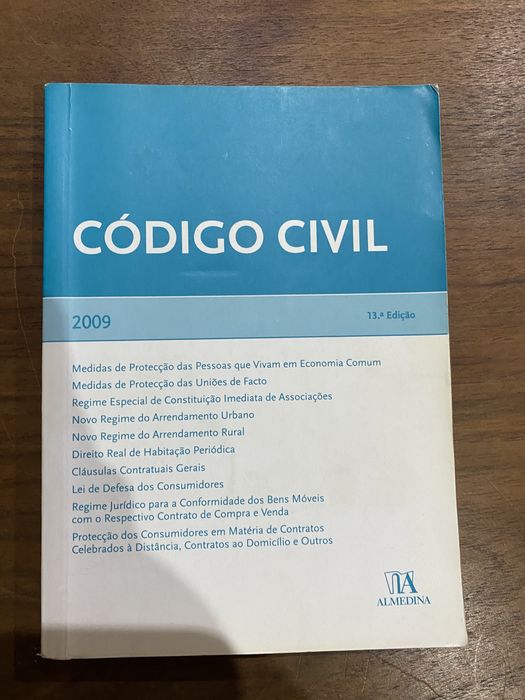 CÓDIGO CIVIL
2009
13.ª Edição
Medidas de Protecção das Pessoas que Vivam em Economia Comum
Medidas de Protecção das Uniões de Facto
Regime Especial de Constituição Imediata de Associações
Novo Regime do Arrendamento Urbano
Novo Regime do Arrendamento Rural
Direito Real de Habitação Periódica
Cláusulas Contratuais Gerais
Lei de Defesa dos Consumidores
Regime Jurídico para a Conformidade dos Bens Móveis
com o Respectivo Contrato de Compra e Venda
Protecção dos Consumidores em Matéria de Contratos
Celebrados à Distância, Contratos ao Domicílio e Outros
ALMEDINA